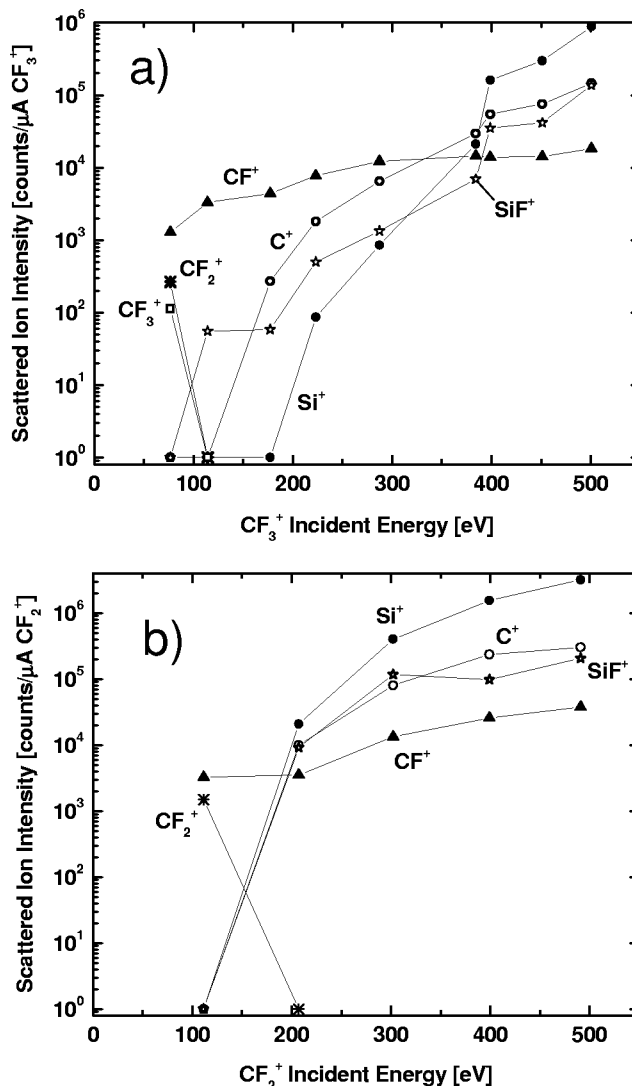 a)
Scattered Ion Intensity [counts/μA CF₃⁺]
10⁶
10⁵
10⁴
10³
10²
10¹
10⁰
CF⁺
C⁺
SiF⁺
CF₂⁺
CF₃⁺
Si⁺
0 100 200 300 400 500
CF₃⁺ Incident Energy [eV]
b)
Scattered Ion Intensity [counts/μA CF₂⁺]
10⁶
10⁵
10⁴
10³
10²
10¹
10⁰
Si⁺
C⁺
SiF⁺
CF⁺
CF₂⁺
0 100 200 300 400 500
CF₂⁺ Incident Energy [eV]